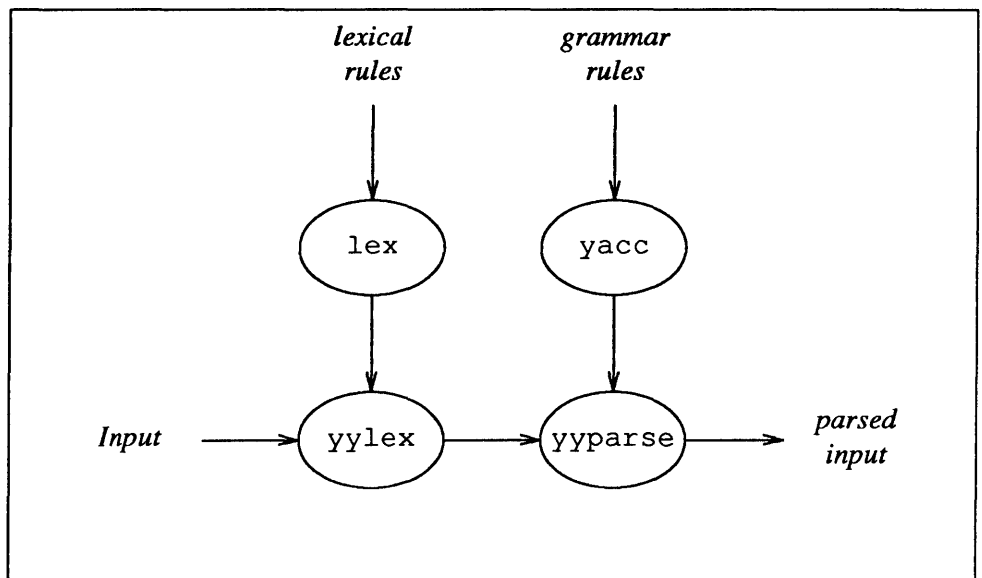 lexical
rules
grammar
rules
lex
yacc
Input
yylex
yyparse
parsed
input